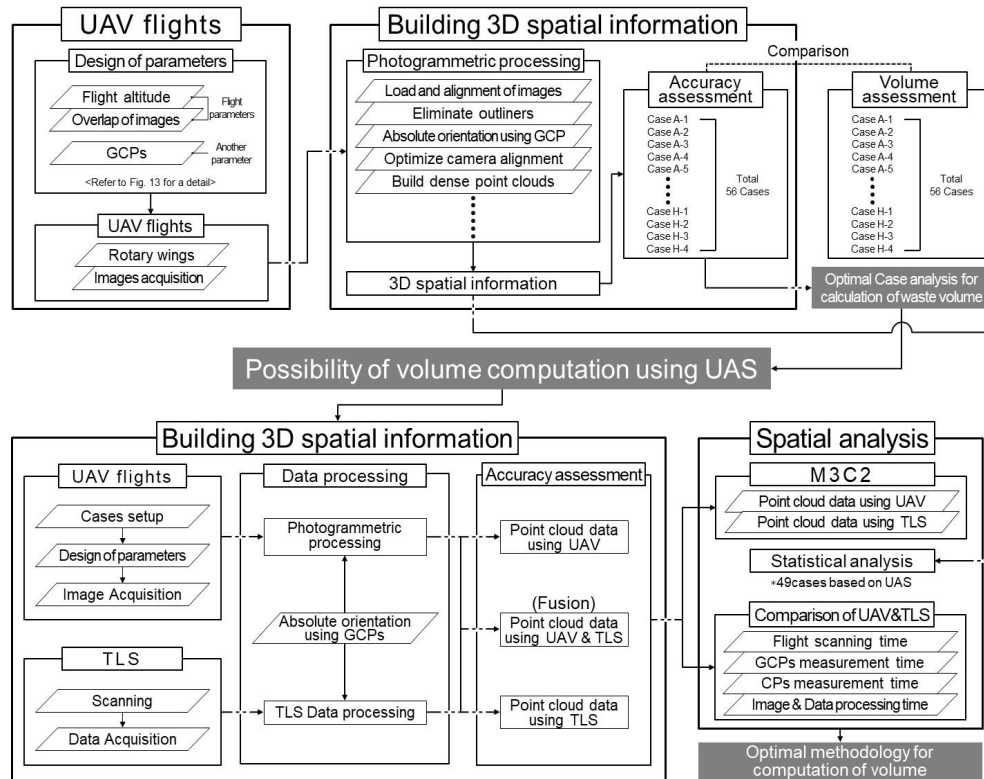 UAV flights
Design of parameters
Flight altitude
Overlap of images
Flight
parameters
GCPs
Another
parameter
<Refer to Fig. 13 for a detail>
UAV flights
Rotary wings
Images acquisition
Building 3D spatial information
Photogrammetric processing
Load and alignment of images
Eliminate outliners
Absolute orientation using GCP
Optimize camera alignment
Build dense point clouds
3D spatial information
Comparison
Accuracy
assessment
Case A-1
Case A-2
Case A-3
Case A-4
Case A-5
Case H-1
Case H-2
Case H-3
Case H-4
Total
56 Cases
Volume
assessment
Case A-1
Case A-2
Case A-3
Case A-4
Case A-5
Case H-1
Case H-2
Case H-3
Case H-4
Total
56 Cases
Optimal Case analysis for
calculation of waste volume
Possibility of volume computation using UAS
Building 3D spatial information
UAV flights
Cases setup
Design of parameters
Image Acquisition
TLS
Scanning
Data Acquisition
Data processing
Photogrammetric
processing
Absolute orientation
using GCPs
TLS Data processing
Accuracy assessment
Point cloud data
using UAV
(Fusion)
Point cloud data
using UAV & TLS
Point cloud data
using TLS
Spatial analysis
M3C2
Point cloud data using UAV
Point cloud data using TLS
Statistical analysis
*49cases based on UAS
Comparison of UAV&TLS
Flight scanning time
GCPs measurement time
CPs measurement time
Image & Data processing time
Optimal methodology for
computation of volume